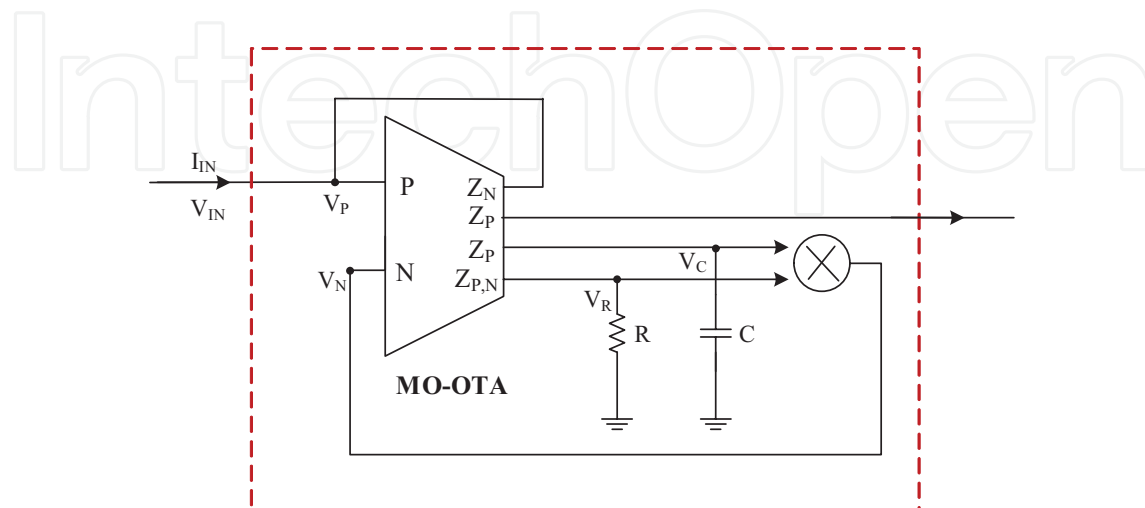 IntechOpen
I_IN
V_IN
V_P
P
Z_N
Z_P
Z_P
Z_P,N
V_N
N
V_C
V_R
R
C
MO-OTA